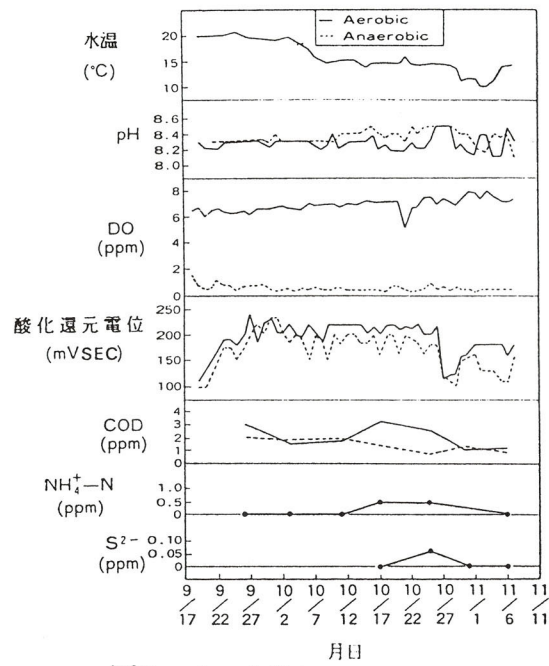 Aerobic
Anaerobic
水温
(°C)
20
15
10
pH
8.6
8.4
8.2
8.0
DO
(ppm)
8
6
4
2
0
酸化還元電位
(mVSEC)
250
200
150
100
COD
(ppm)
4
3
2
1
0
NH₄⁺—N
(ppm)
1.0
0.5
0
S²⁻
(ppm)
0.10
0.05
0
9/17 9/22 9/27 10/2 10/7 10/12 10/17 10/22 10/27 11/1 11/6 11/11
月日